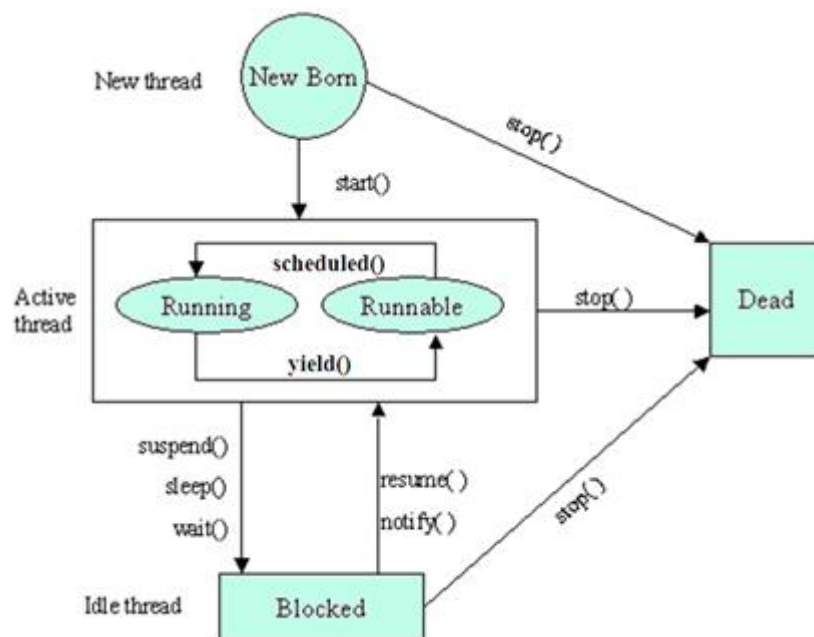 New thread
New Born
stop( )
start()
scheduled()
Active
thread
Running
Runnable
stop( )
Dead
yield()
suspend()
sleep()
wait()
resume( )
notify( )
stop( )
Idle thread
Blocked